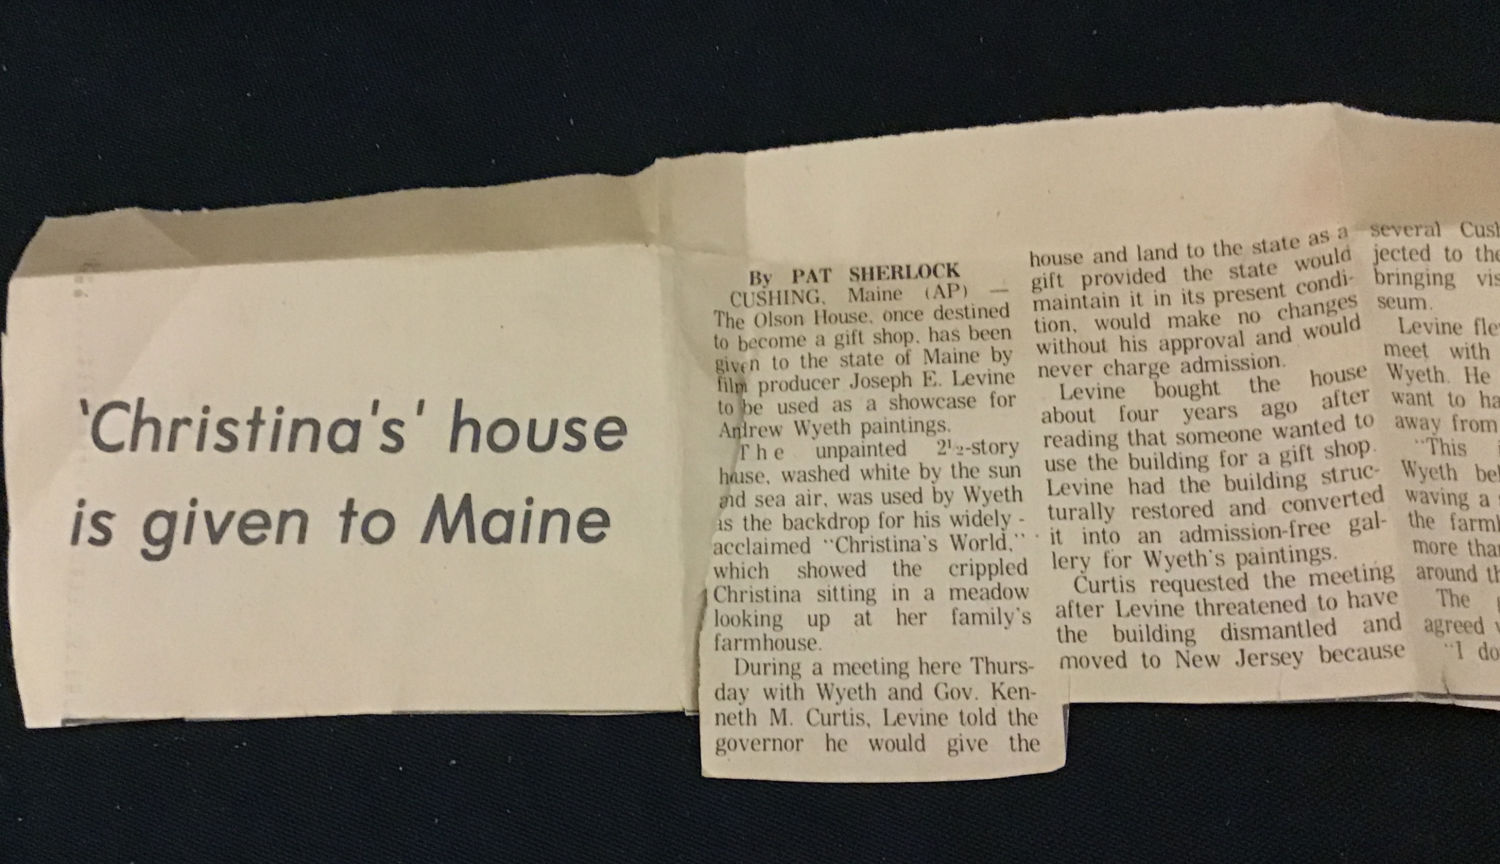 'Christina's' house
is given to Maine
By PAT SHERLOCK
CUSHING, Maine (AP) —
The Olson House, once destined
to become a gift shop, has been
given to the state of Maine by
film producer Joseph E. Levine
to be used as a showcase for
Andrew Wyeth paintings.
The unpainted 2½-story
house, washed white by the sun
and sea air, was used by Wyeth
as the backdrop for his widely -
acclaimed "Christina's World,"
which showed the crippled
Christina sitting in a meadow
looking up at her family's
farmhouse.
During a meeting here Thurs-
day with Wyeth and Gov. Ken-
neth M. Curtis, Levine told the
governor he would give the
house and land to the state as a
gift provided the state would
maintain it in its present condi-
tion, would make no changes
without his approval and would
never charge admission.
Levine bought the house
about four years ago after
reading that someone wanted to
use the building for a gift shop.
Levine had the building struc-
turally restored and converted
it into an admission-free gal-
lery for Wyeth's paintings.
Curtis requested the meeting
after Levine threatened to have
the building dismantled and
moved to New Jersey because
several
jected to
bringing
seum.
Levine
meet with
Wyeth. He
want to
away from
"This
Wyeth
waving a
the
more
around
The
agreed
"I